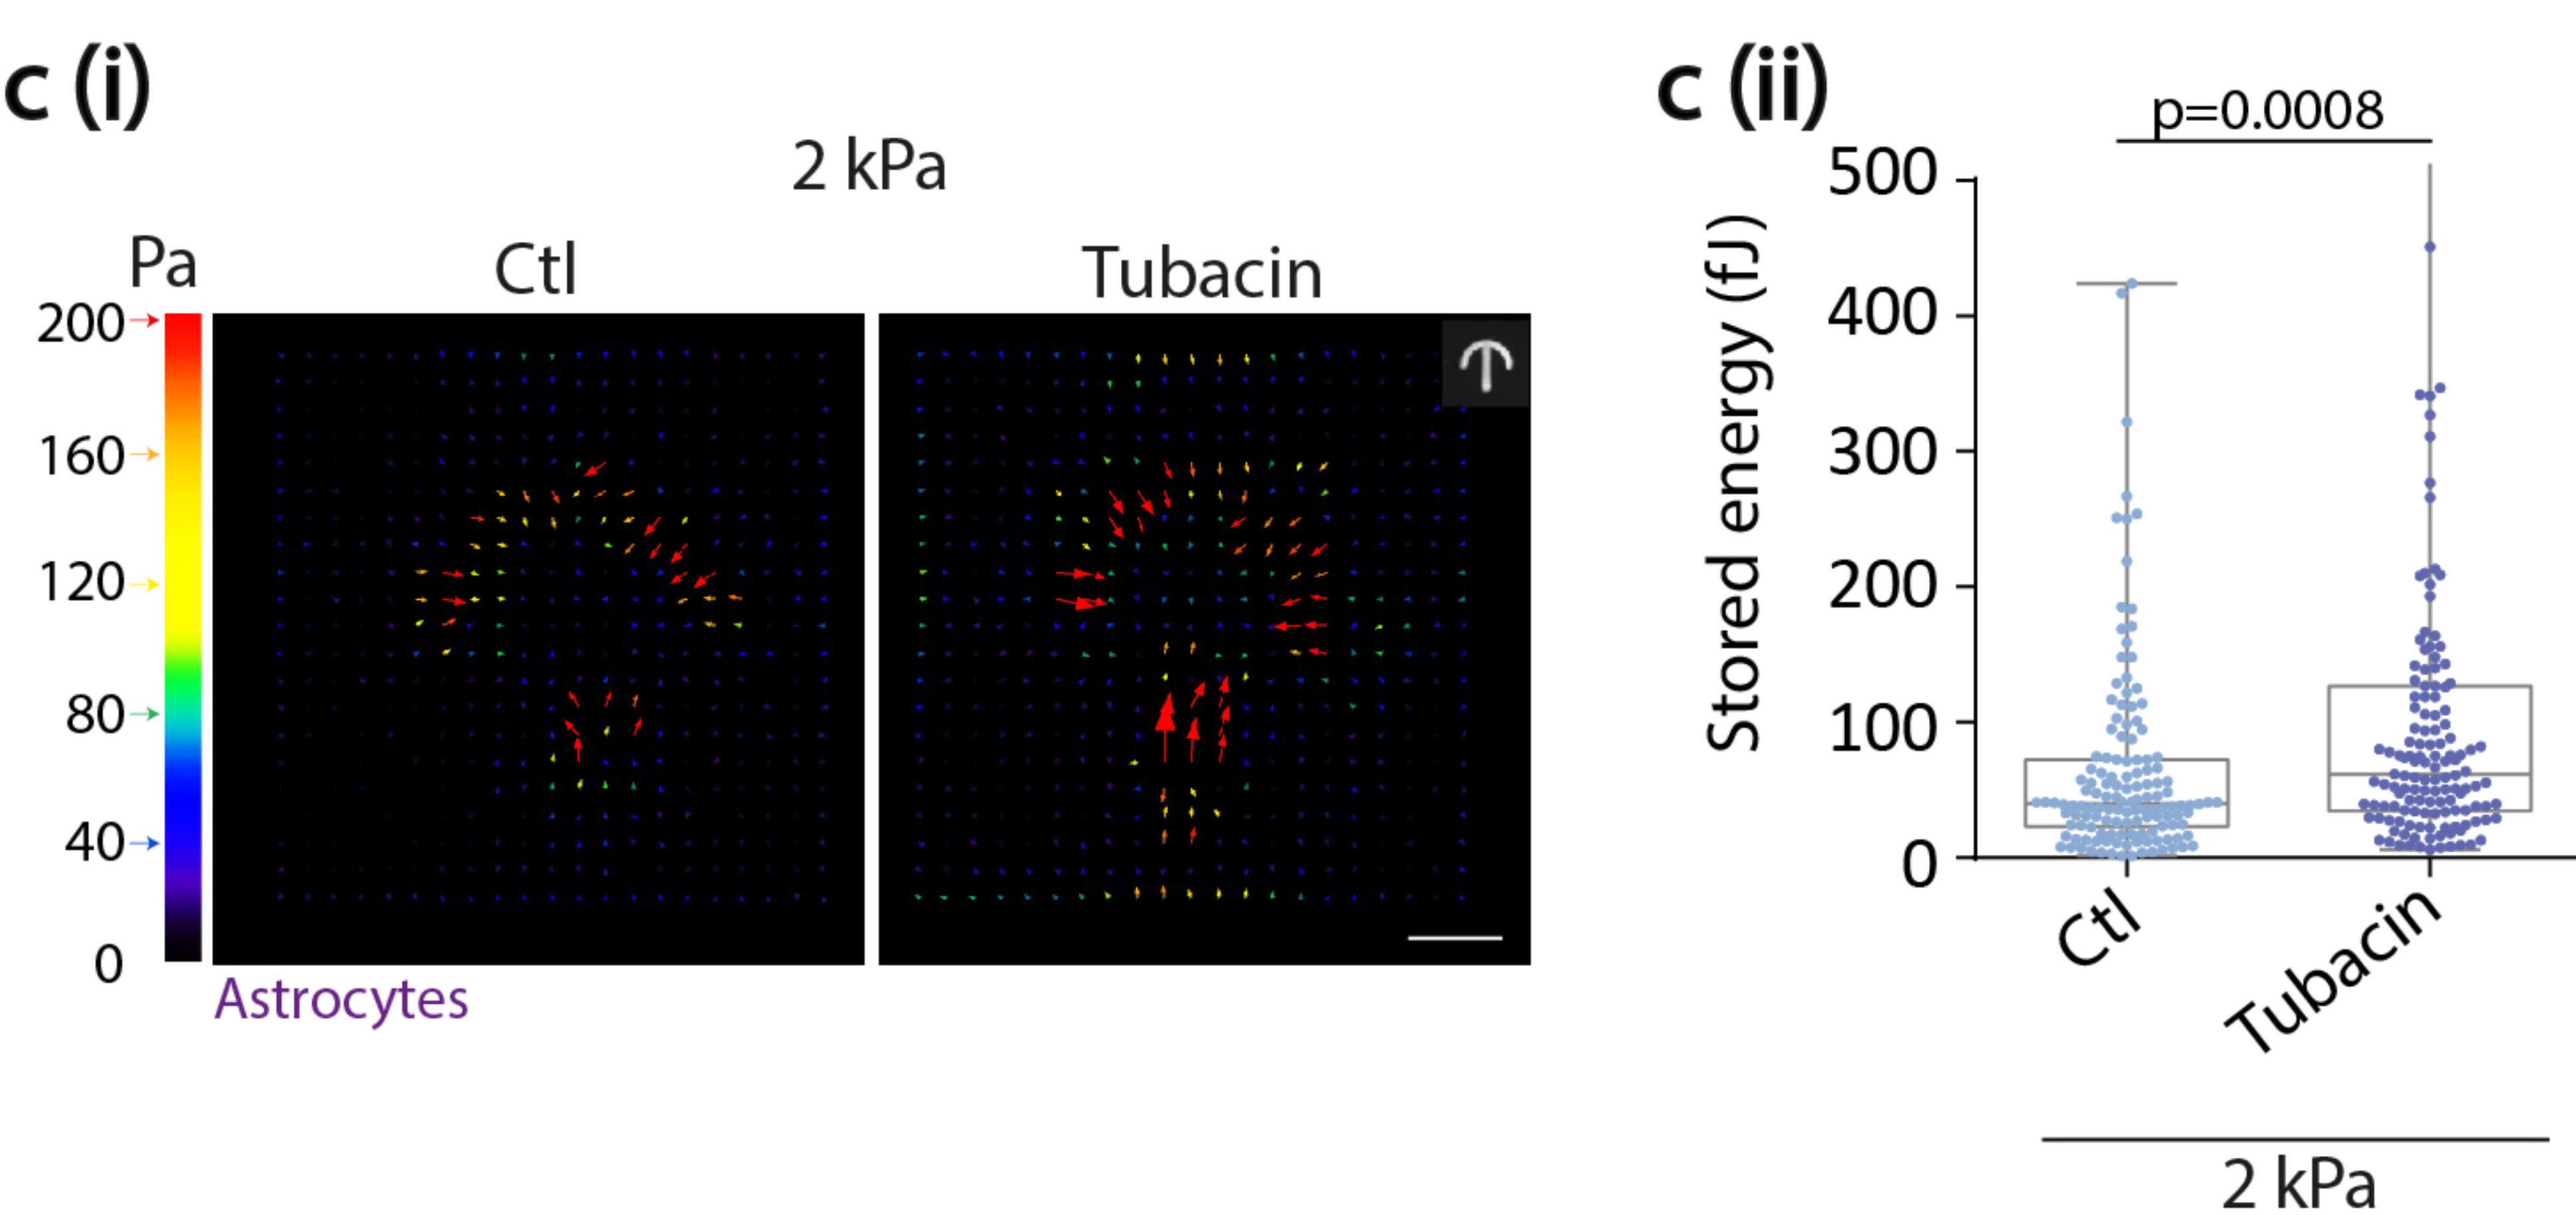 c (i)
2 kPa
Pa
Ctl
Tubacin
200
160
120
80
40
0
Astrocytes
c (ii)
p=0.0008
Stored energy (fJ)
500
400
300
200
100
0
Ctl
Tubacin
2 kPa